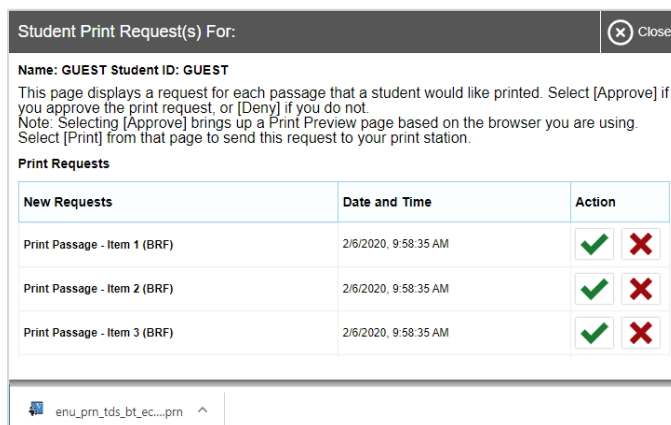 Student Print Request(s) For:
Close
Name: GUEST Student ID: GUEST
This page displays a request for each passage that a student would like printed. Select [Approve] if
you approve the print request, or [Deny] if you do not.
Note: Selecting [Approve] brings up a Print Preview page based on the browser you are using.
Select [Print] from that page to send this request to your print station.
Print Requests
New Requests Date and Time Action
Print Passage - Item 1 (BRF) 2/6/2020, 9:58:35 AM
Print Passage - Item 2 (BRF) 2/6/2020, 9:58:35 AM
Print Passage - Item 3 (BRF) 2/6/2020, 9:58:35 AM
enu_prn_tds_bt_ec....prn